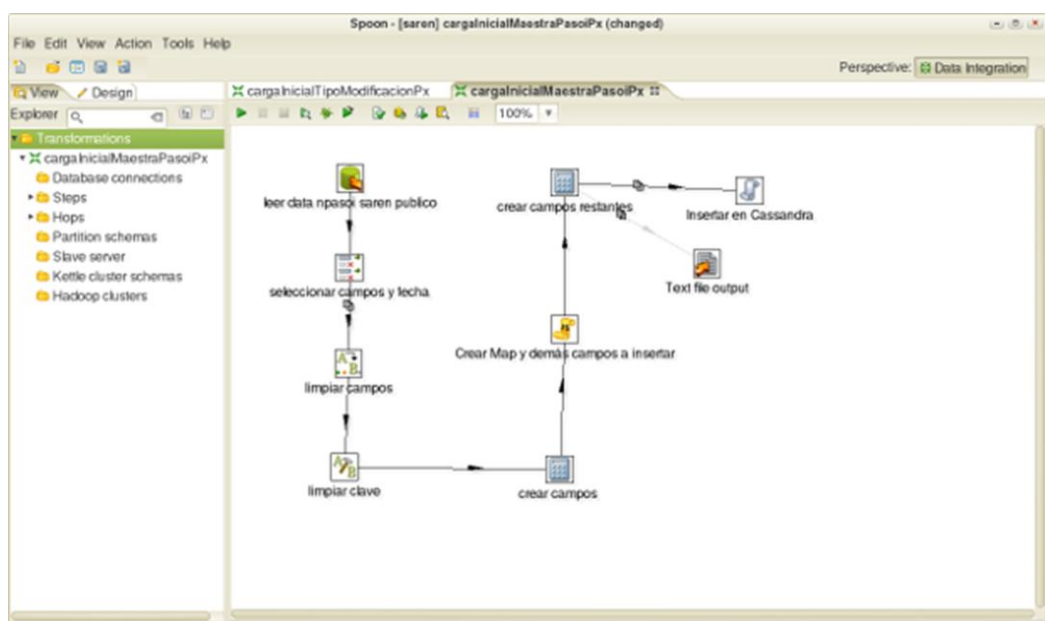 Spoon - [saren] cargaInicialMaestraPasoiPx (changed)
File Edit View Action Tools Help
Perspective: Data Integration
View Design
cargaInicialTipoModificacionPx cargaInicialMaestraPasoiPx
Explorer
100%
Transformations
cargaInicialMaestraPasoiPx
Database connections
Steps
Hops
Partition schemas
Slave server
Kettle cluster schemas
Hadoop clusters
leer data npasoi saren publico
seleccionar campos y fecha
limpiar campos
limpiar clave
crear campos
Crear Map y demás campos a insertar
crear campos restantes
Insertar en Cassandra
Text file output